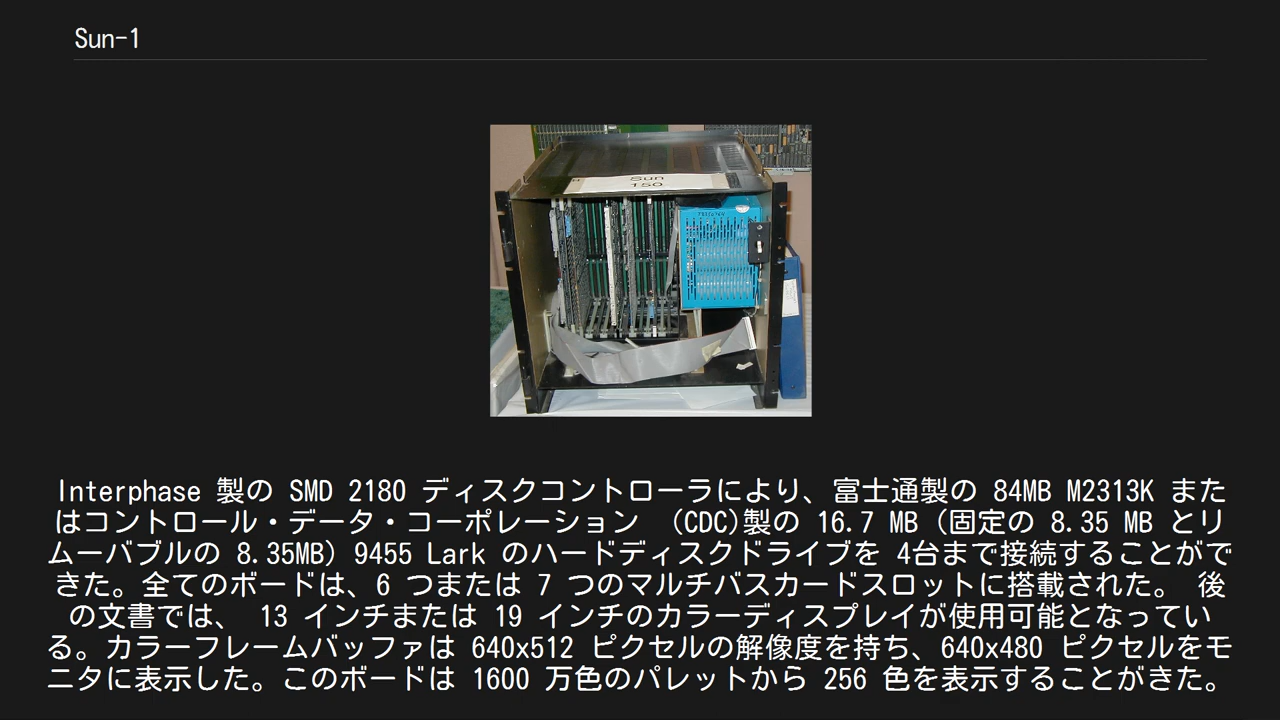 Sun-1
Sun
150
Interphase 製の SMD 2180 ディスクコントローラにより、富士通製の 84MB M2313K また
はコントロール・データ・コーポレーション (CDC)製の 16.7 MB (固定の 8.35 MB とリ
ムーバブルの 8.35MB) 9455 Lark のハードディスクドライブを 4台まで接続することがで
きた。全てのボードは、6 つまたは 7 つのマルチバスカードスロットに搭載された。 後
の文書では、 13 インチまたは 19 インチのカラーディスプレイが使用可能となってい
る。カラーフレームバッファは 640x512 ピクセルの解像度を持ち、640x480 ピクセルをモ
ニタに表示した。このボードは 1600 万色のパレットから 256 色を表示することがきた。